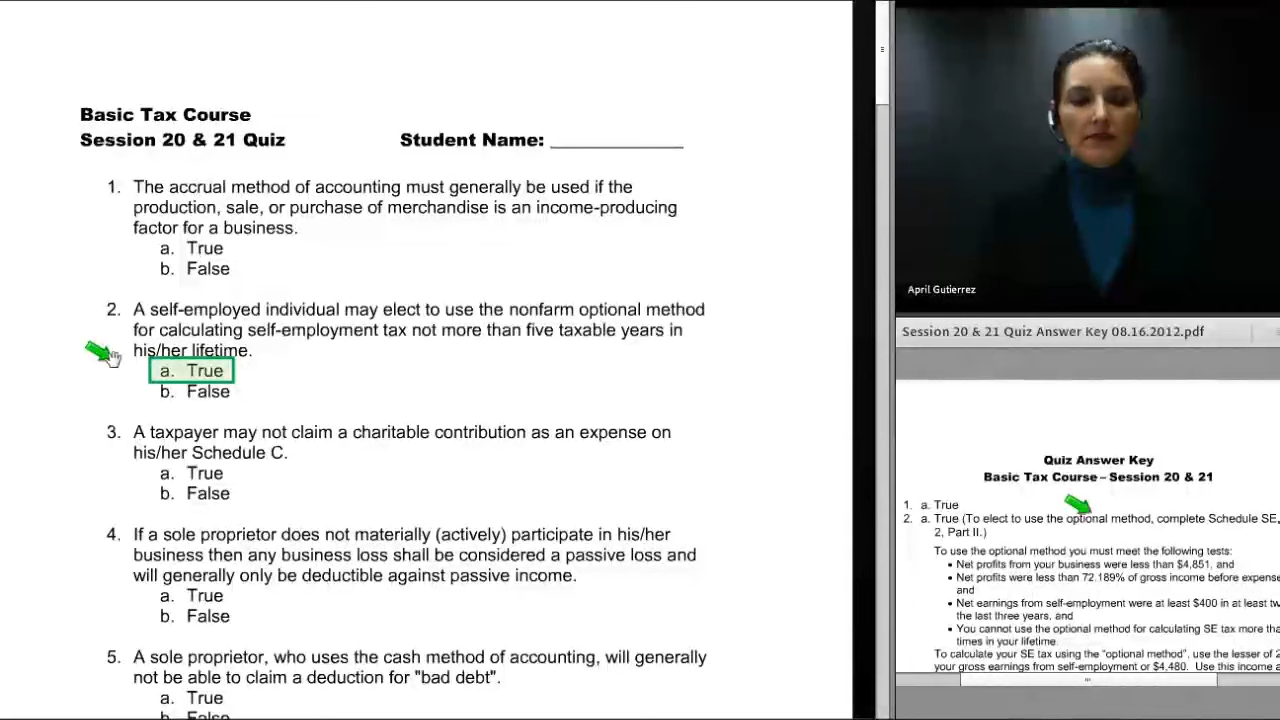 Basic Tax Course
Session 20 & 21 Quiz Student Name: _______________
1. The accrual method of accounting must generally be used if the
production, sale, or purchase of merchandise is an income-producing
factor for a business.
a. True
b. False
2. A self-employed individual may elect to use the nonfarm optional method
for calculating self-employment tax not more than five taxable years in
his/her lifetime.
a. True
b. False
3. A taxpayer may not claim a charitable contribution as an expense on
his/her Schedule C.
a. True
b. False
4. If a sole proprietor does not materially (actively) participate in his/her
business then any business loss shall be considered a passive loss and
will generally only be deductible against passive income.
a. True
b. False
5. A sole proprietor, who uses the cash method of accounting, will generally
not be able to claim a deduction for "bad debt".
a. True
b. False
April Gutierrez
Session 20 & 21 Quiz Answer Key 08.16.2012.pdf
Quiz Answer Key
Basic Tax Course – Session 20 & 21
1. a. True
2. a. True (To elect to use the optional method, complete Schedule SE,
2, Part II.)
To use the optional method you must meet the following tests:
• Net profits from your business were less than $4,851, and
• Net profits were less than 72.189% of gross income before expense
and
• Net earnings from self-employment were at least $400 in at least tw
the last three years, and
• You cannot use the optional method for calculating SE tax more tha
times in your lifetime.
To calculate your SE tax using the "optional method", use the lesser of 2
your gross earnings from self-employment or $4,480. Use this income a